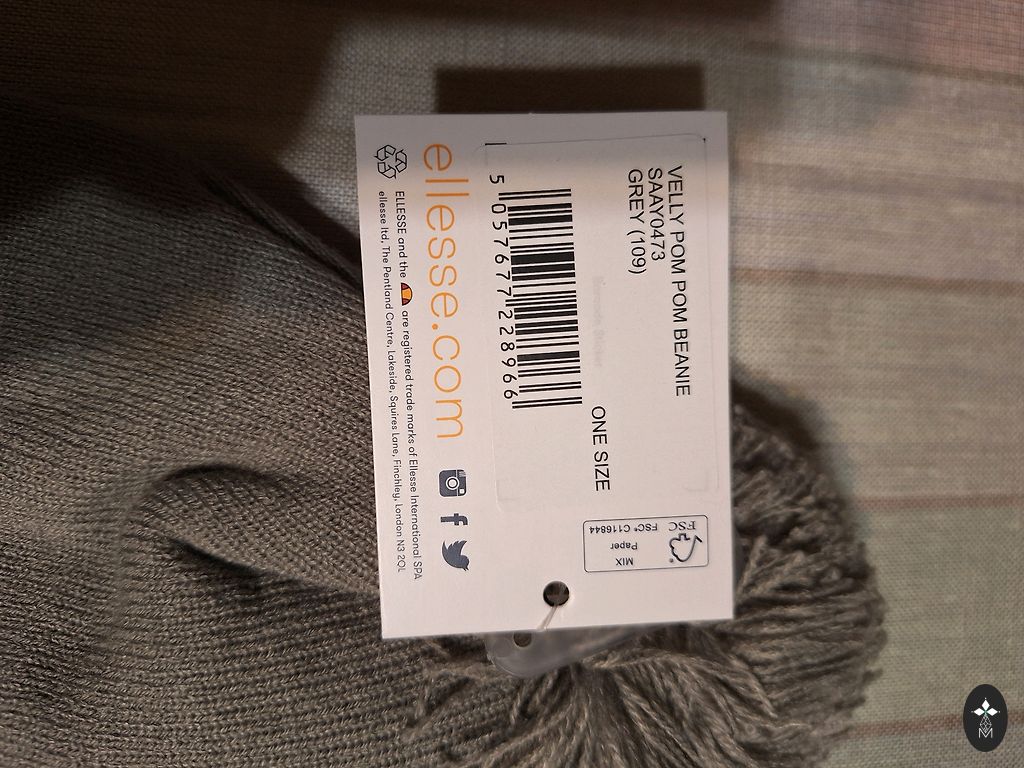 VELLY POM POM BEANIE
SAAY0473
GREY (109)
ONE SIZE
5 057677 228966
ellesse.com
ELLESSE and the are registered trade marks of Ellesse International SPA
ellesse ltd, The Pentland Centre, Lakeside, Squires Lane, Finchley, London N3 2QL
FSC
FSC® C116844
MIX
Paper
M